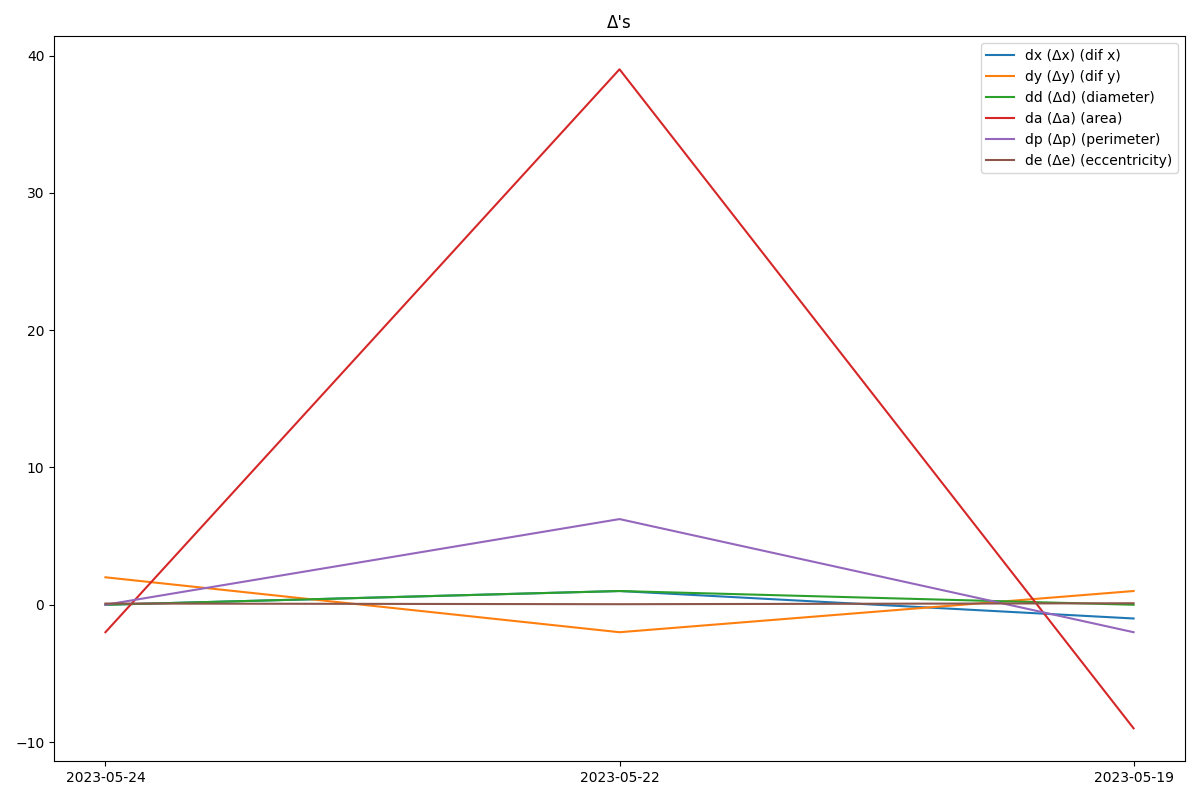 Δ's
40
30
20
10
0
−10
2023-05-24
2023-05-22
2023-05-19
dx (Δx) (dif x)
dy (Δy) (dif y)
dd (Δd) (diameter)
da (Δa) (area)
dp (Δp) (perimeter)
de (Δe) (eccentricity)